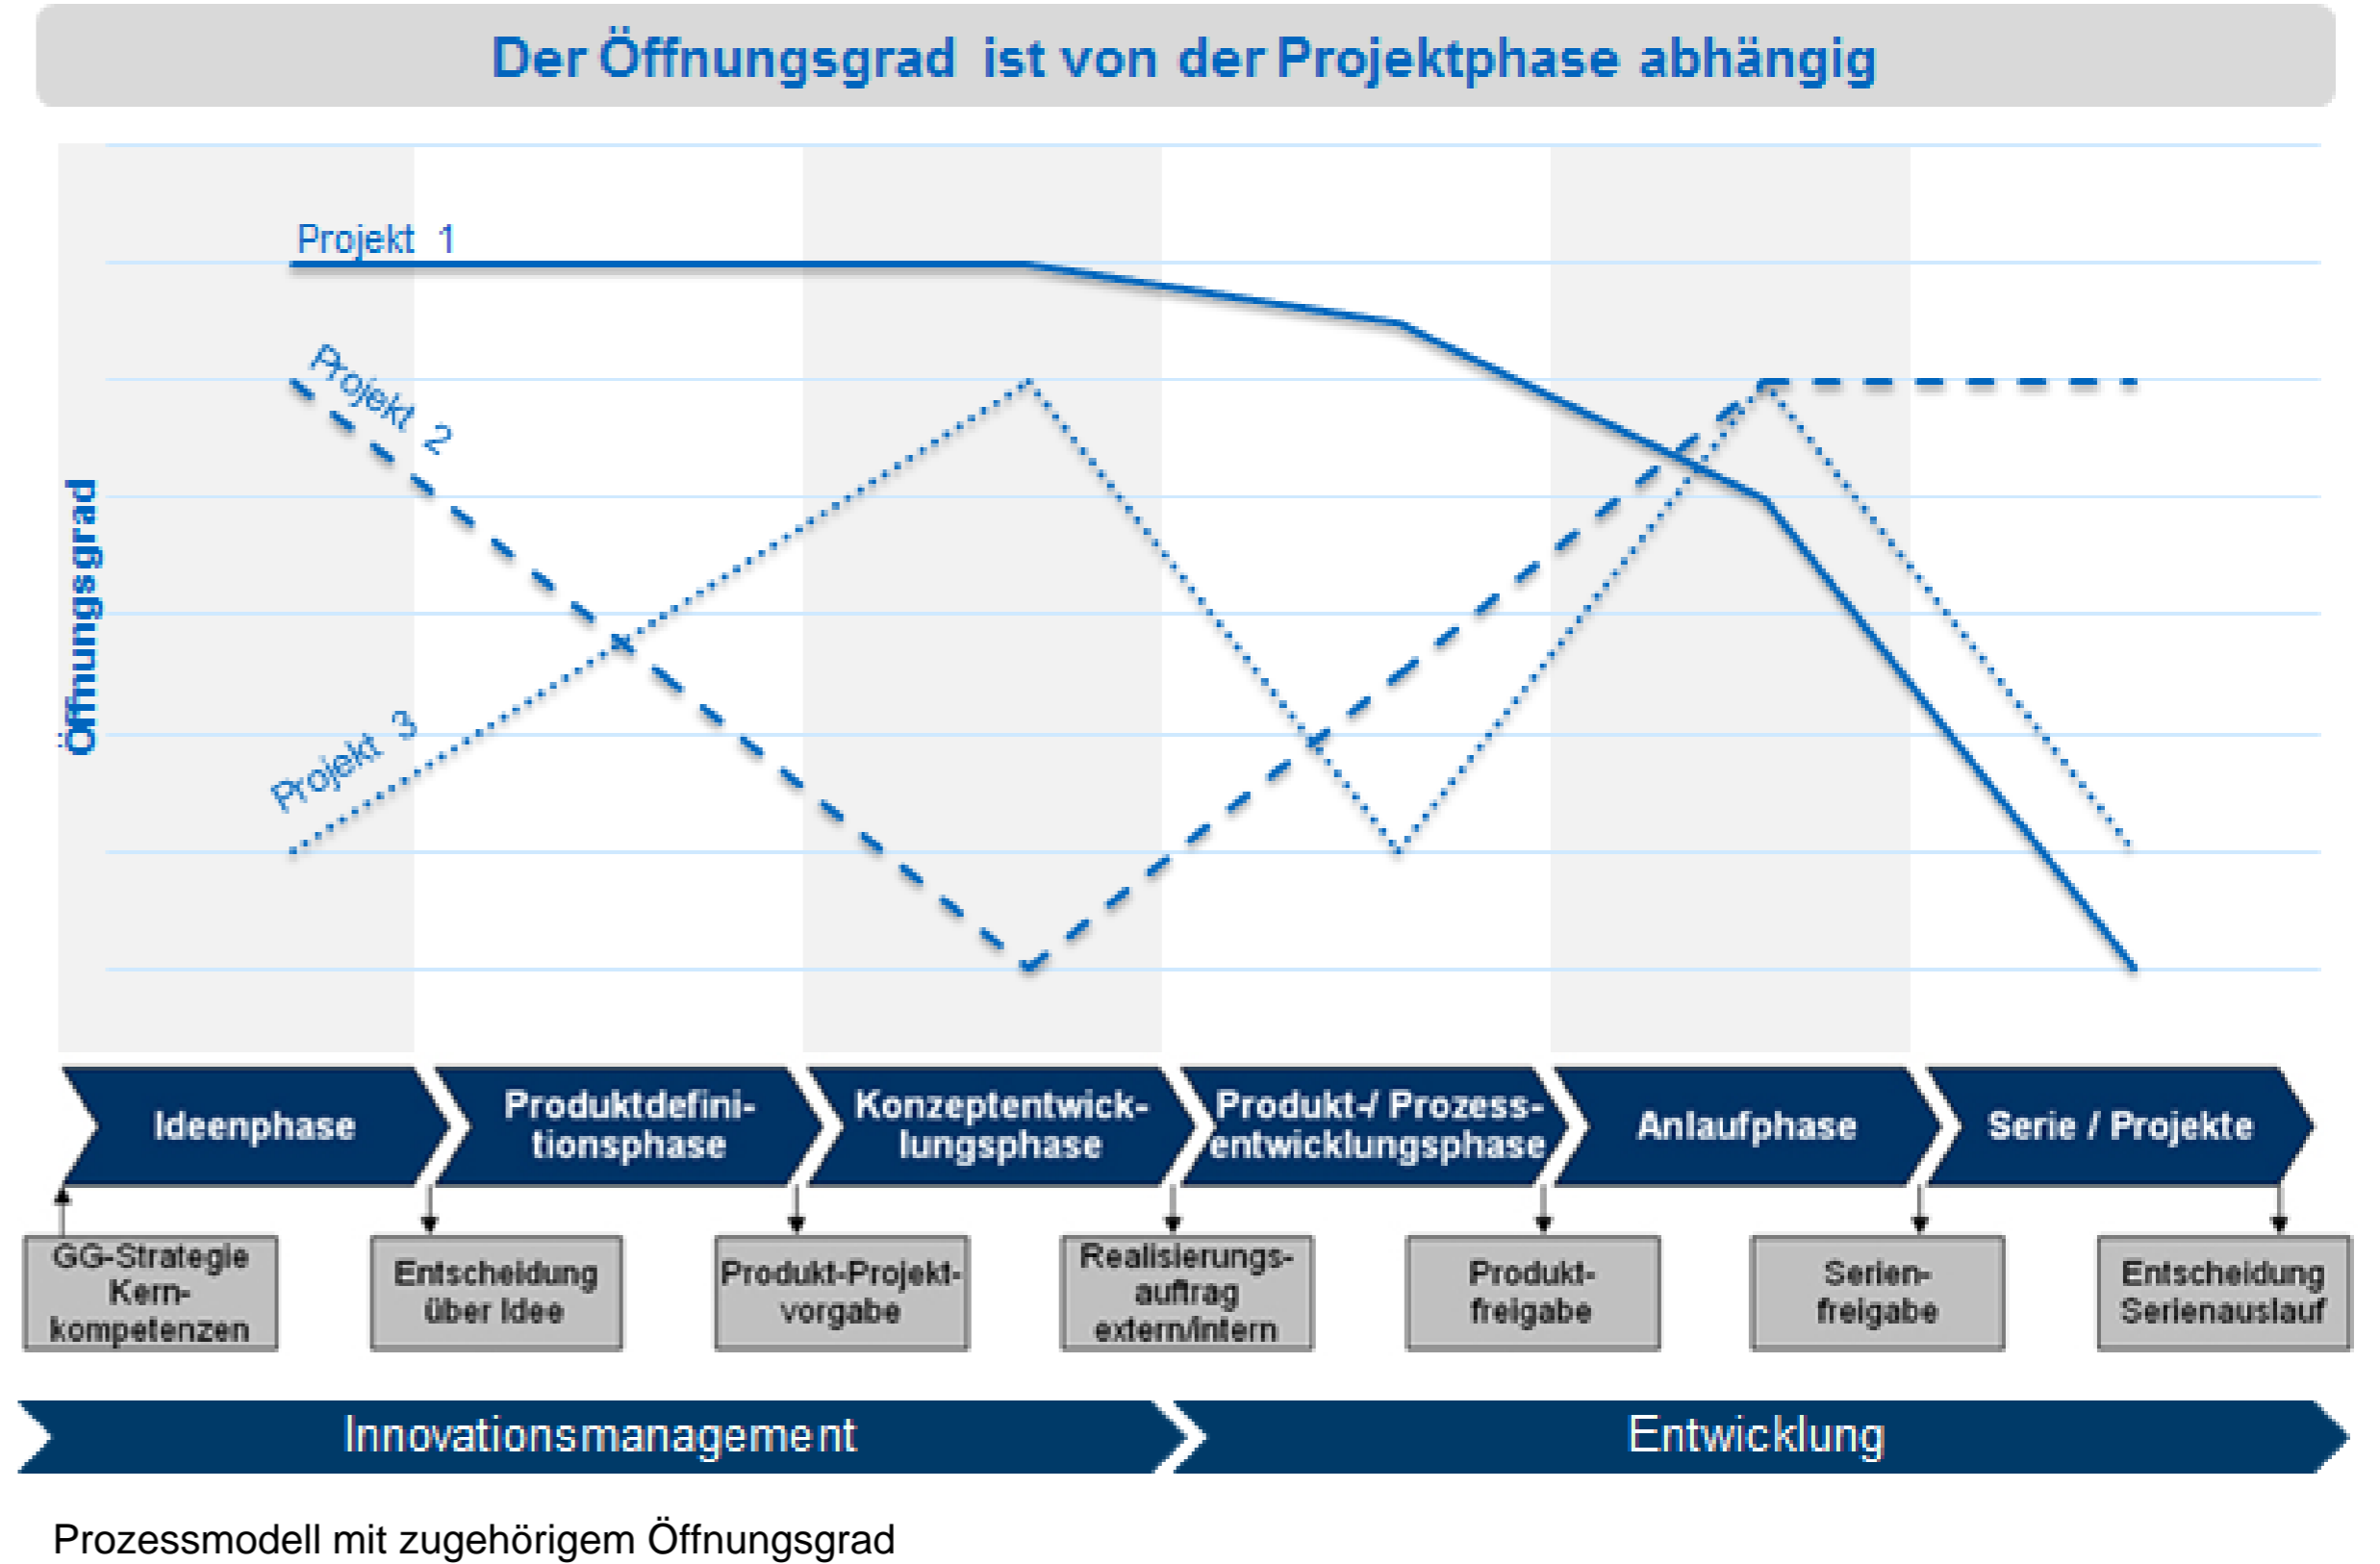 Der Öffnungsgrad ist von der Projektphase abhängig
Projekt 1
Projekt 2
Projekt 3
Öffnungsgrad
Ideenphase
Produktdefini-
tionsphase
Konzeptentwick-
lungsphase
Produkt-/ Prozess-
entwicklungsphase
Anlaufphase
Serie / Projekte
GG-Strategie
Kern-
kompetenzen
Entscheidung
über Idee
Produkt-Projekt-
vorgabe
Realisierungs-
auftrag
extern/intern
Produkt-
freigabe
Serien-
freigabe
Entscheidung
Serienauslauf
Innovationsmanagement
Entwicklung
Prozessmodell mit zugehörigem Öffnungsgrad